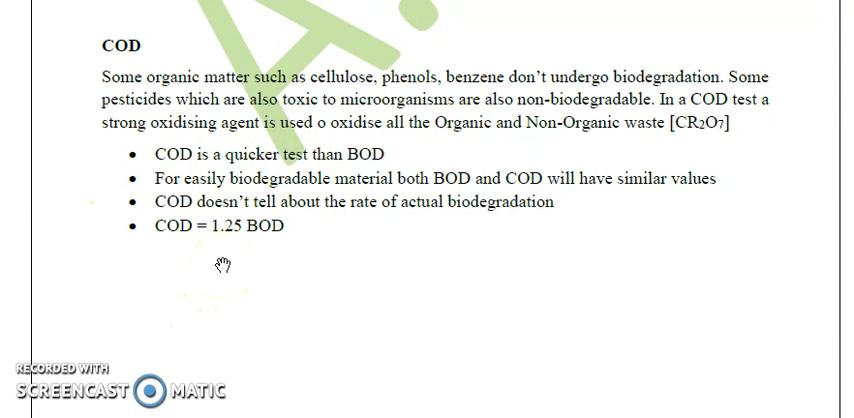 COD
Some organic matter such as cellulose, phenols, benzene don't undergo biodegradation. Some
pesticides which are also toxic to microorganisms are also non-biodegradable. In a COD test a
strong oxidising agent is used o oxidise all the Organic and Non-Organic waste [CR2O7]
• COD is a quicker test than BOD
• For easily biodegradable material both BOD and COD will have similar values
• COD doesn't tell about the rate of actual biodegradation
• COD = 1.25 BOD
RECORDED WITH
SCREENCAST MATIC